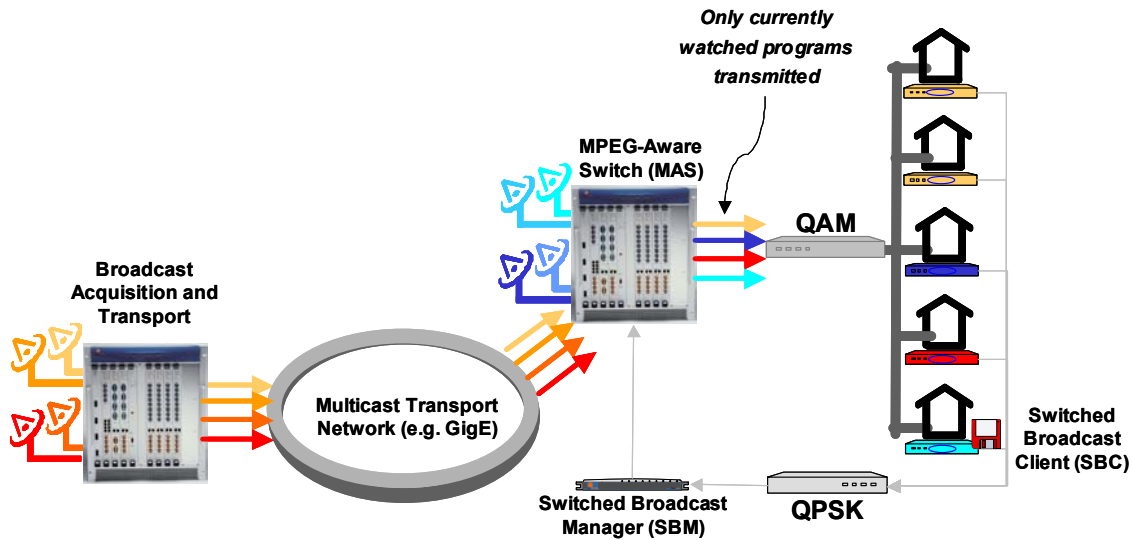 Only currently
watched programs
transmitted
MPEG-Aware
Switch (MAS)
QAM
Broadcast
Acquisition and
Transport
Multicast Transport
Network (e.g. GigE)
Switched
Broadcast
Client (SBC)
Switched Broadcast
Manager (SBM)
QPSK